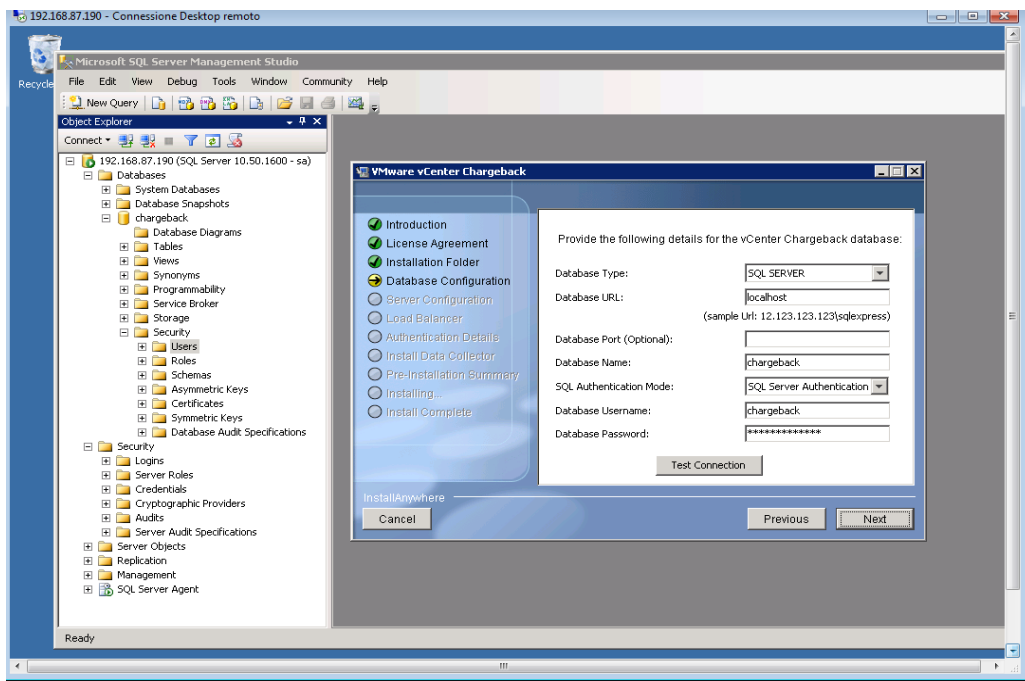 192.168.87.190 - Connessione Desktop remoto
Recycle
Microsoft SQL Server Management Studio
File Edit View Debug Tools Window Community Help
New Query
Object Explorer
Connect
192.168.87.190 (SQL Server 10.50.1600 - sa)
Databases
System Databases
Database Snapshots
chargeback
Database Diagrams
Tables
Views
Synonyms
Programmability
Service Broker
Storage
Security
Users
Roles
Schemas
Asymmetric Keys
Certificates
Symmetric Keys
Database Audit Specifications
Security
Logins
Server Roles
Credentials
Cryptographic Providers
Audits
Server Audit Specifications
Server Objects
Replication
Management
SQL Server Agent
Ready
VMware vCenter Chargeback
Introduction
License Agreement
Installation Folder
Database Configuration
Server Configuration
Load Balancer
Authentication Details
Install Data Collector
Pre-Installation Summary
Installing...
Install Complete
Provide the following details for the vCenter Chargeback database:
Database Type: SQL SERVER
Database URL: localhost
(sample Url: 12.123.123.123\sqlexpress)
Database Port (Optional):
Database Name: chargeback
SQL Authentication Mode: SQL Server Authentication
Database Username: chargeback
Database Password: *************
Test Connection
InstallAnywhere
Cancel Previous Next